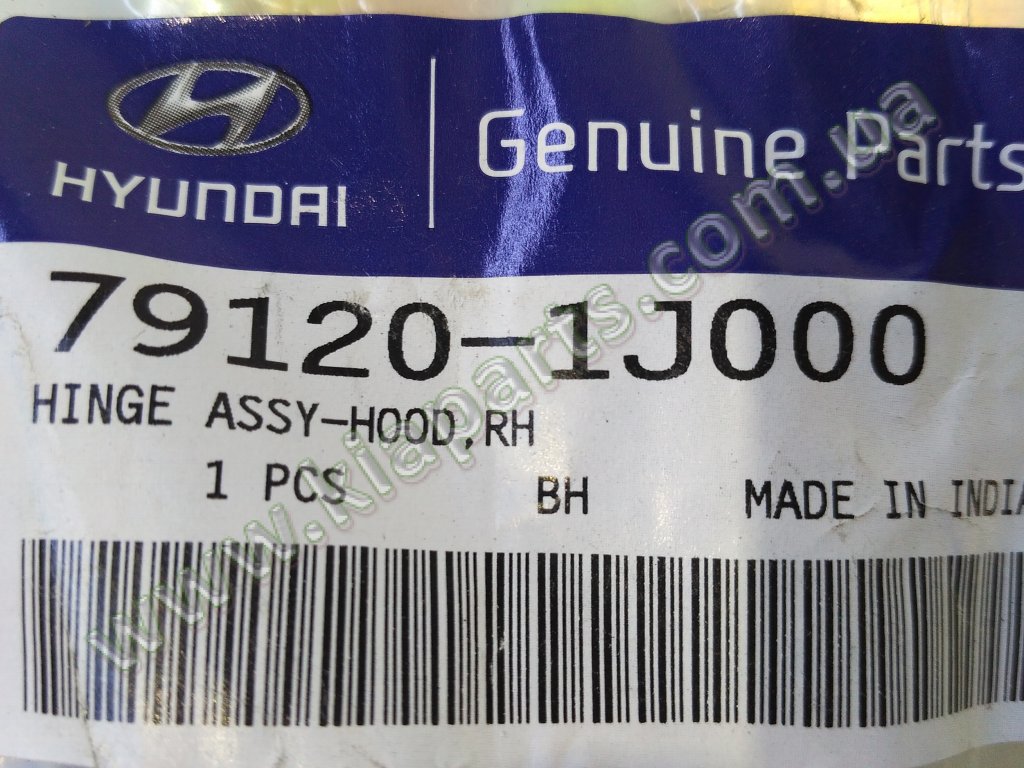 HYUNDAI
Genuine Parts
79120-1J000
HINGE ASSY-HOOD,RH
1 PCS BH MADE IN INDIA
www.kiaparts.com.ua